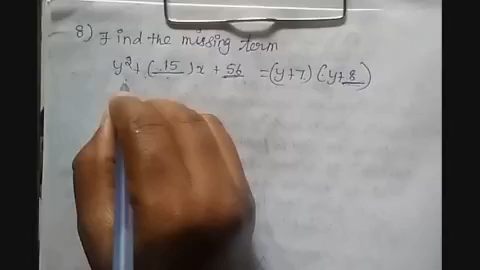 8) Find the missing term
y²+ (15)x + 56 = (y+7) (y+8)